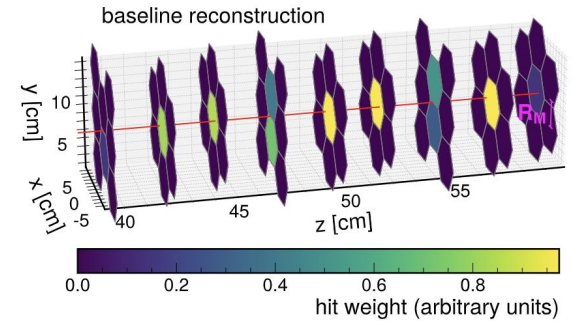 baseline reconstruction
y [cm]
10
5
R_M
x [cm]
5
0
-5
40
45
50
55
z [cm]
0.0 0.2 0.4 0.6 0.8
hit weight (arbitrary units)